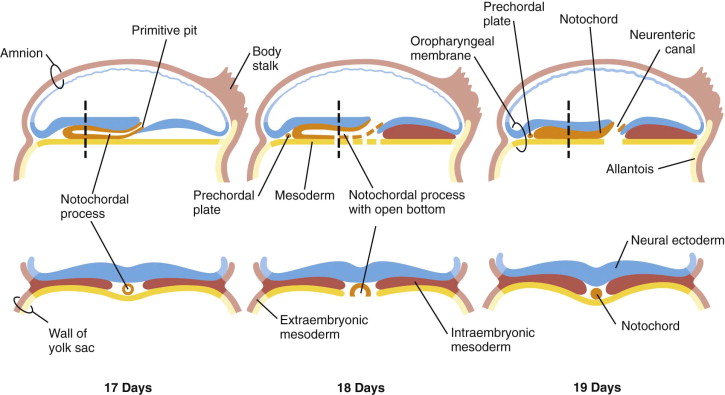 Amnion
Primitive pit
Body
stalk
Notochordal
process
Wall of
yolk sac
17 Days
Prechordal
plate
Mesoderm
Notochordal process
with open bottom
Extraembryonic
mesoderm
Intraembryonic
mesoderm
18 Days
Prechordal
plate
Oropharyngeal
membrane
Notochord
Neurenteric
canal
Allantois
Neural ectoderm
Notochord
19 Days